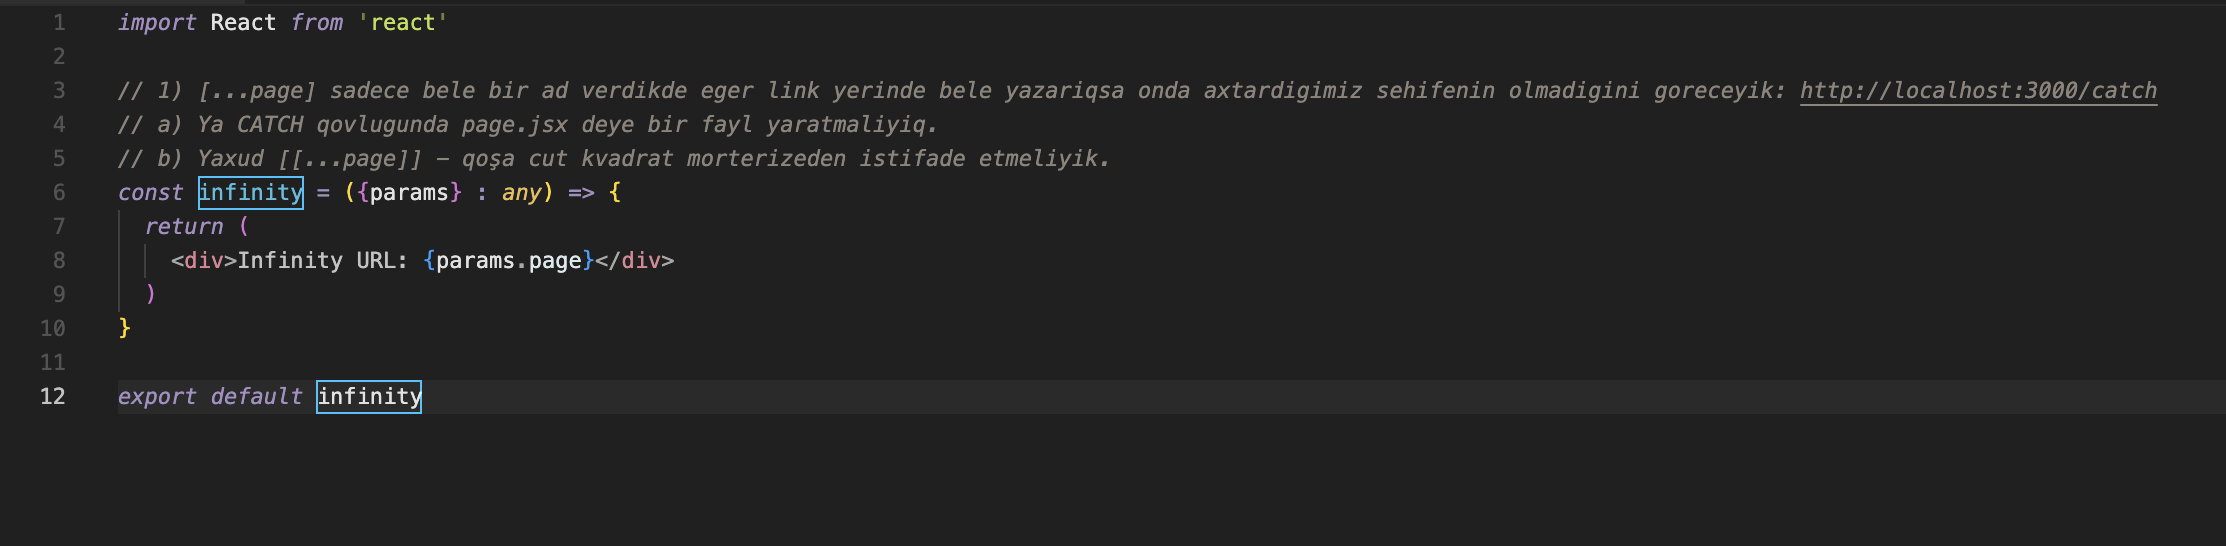 1 import React from 'react'
2
3 // 1) [...page] sadece bele bir ad verdikde eger link yerinde bele yazariqsa onda axtardigimiz sehifenin olmadigini goreceyik: http://localhost:3000/catch
4 // a) Ya CATCH qovlugunda page.jsx deye bir fayl yaratmaliyiq.
5 // b) Yaxud [[...page]] – qoşa cut kvadrat morterizeden istifade etmeliyik.
6 const infinity = ({params} : any) => {
7 return (
8 <div>Infinity URL: {params.page}</div>
9 )
10 }
11
12 export default infinity